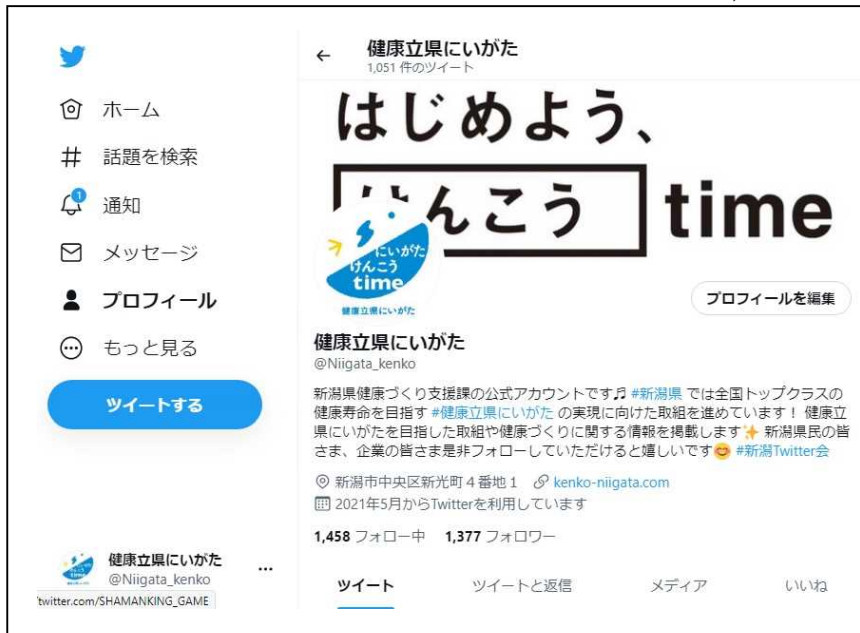 健康立県にいがた
1,051 件のツイート
はじめよう、
けんこう time
ホーム
話題を検索
1
通知
メッセージ
プロフィール
もっと見る
ツイートする
にいがた
けんこう
time
健康立県にいがた
プロフィールを編集
健康立県にいがた
@Niigata_kenko
新潟県健康づくり支援課の公式アカウントです♫ #新潟県 では全国トップクラスの
健康寿命を目指す #健康立県にいがた の実現に向けた取組を進めています！ 健康立
県にいがたを目指した取組や健康づくりに関する情報を掲載します✨ 新潟県民の皆
さま、企業の皆さま是非フォローしていただけると嬉しいです😊 #新潟Twitter会
新潟市中央区新光町４番地１ kenko-niigata.com
2021年5月からTwitterを利用しています
1,458 フォロー中 1,377 フォロワー
ツイート ツイートと返信 メディア いいね
健康立県にいがた
@Niigata_kenko
twitter.com/SHAMANKING_GAME